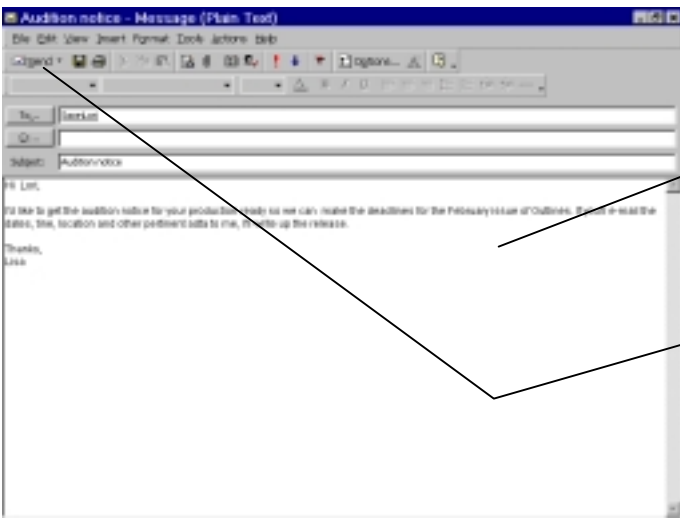 Audition notice - Message (Plain Text)
File Edit View Insert Format Tools Actions Help
Send Options...
To...
Cc...
Subject: Audition notice
Hi Lori,
I'd like to get the audition notice for your production ready so we can make the deadlines for the February issue of Outlines. e-mail the
dates, time, location and other pertinent to me, I'll write up the release.
Thanks,
Lisa